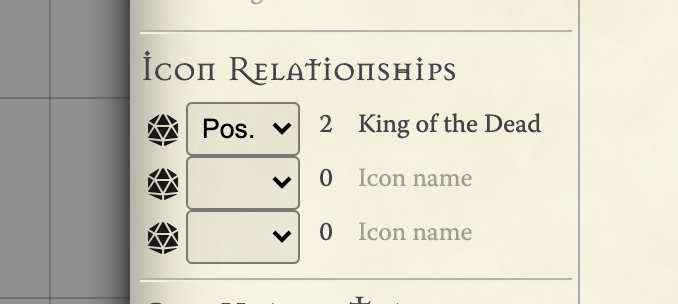 Icon Relationships
Pos. 2 King of the Dead
0 Icon name
0 Icon name